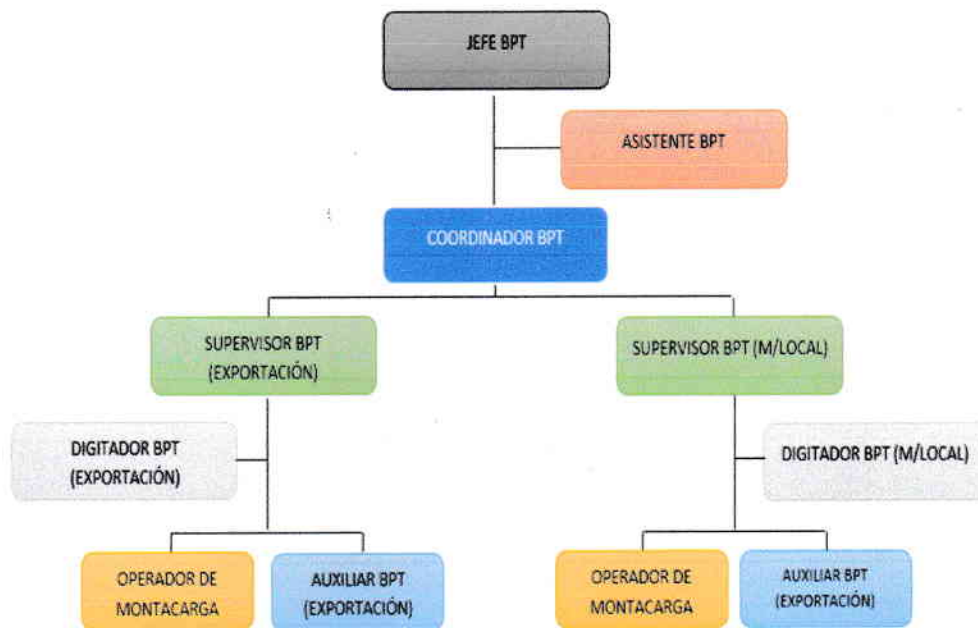 JEFE BPT
ASISTENTE BPT
COORDINADOR BPT
SUPERVISOR BPT
(EXPORTACIÓN)
SUPERVISOR BPT (M/LOCAL)
DIGITADOR BPT
(EXPORTACIÓN)
DIGITADOR BPT (M/LOCAL)
OPERADOR DE
MONTACARGA
AUXILIAR BPT
(EXPORTACIÓN)
OPERADOR DE
MONTACARGA
AUXILIAR BPT
(EXPORTACIÓN)